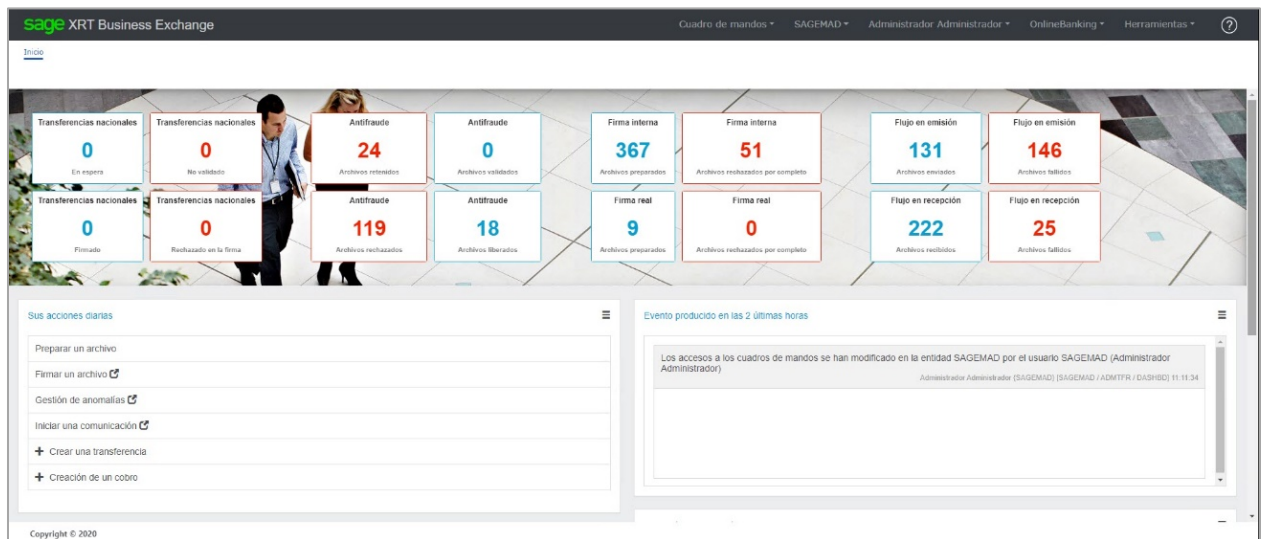 sage XRT Business Exchange
Cuadro de mandos SAGEMAD Administrador Administrador OnlineBanking Herramientas ?
Inicio
Transferencias nacionales
0
En espera
Transferencias nacionales
0
No validado
Antifraude
24
Archivos retenidos
Antifraude
0
Archivos validados
Firma interna
367
Archivos preparados
Firma interna
51
Archivos rechazados por completo
Flujo en emisión
131
Archivos enviados
Flujo en emisión
146
Archivos fallidos
Transferencias nacionales
0
Firmado
Transferencias nacionales
0
Rechazado en la firma
Antifraude
119
Archivos rechazados
Antifraude
18
Archivos liberados
Firma real
9
Archivos preparados
Firma real
0
Archivos rechazados por completo
Flujo en recepción
222
Archivos recibidos
Flujo en recepción
25
Archivos fallidos
Sus acciones diarias
Preparar un archivo
Firmar un archivo
Gestión de anomalías
Iniciar una comunicación
+ Crear una transferencia
+ Creación de un cobro
Evento producido en las 2 últimas horas
Los accesos a los cuadros de mandos se han modificado en la entidad SAGEMAD por el usuario SAGEMAD (Administrador
Administrador)
Administrador Administrador (SAGEMAD) [SAGEMAD / ADMTFR / DASHBD] 11:11:34
Copyright © 2020